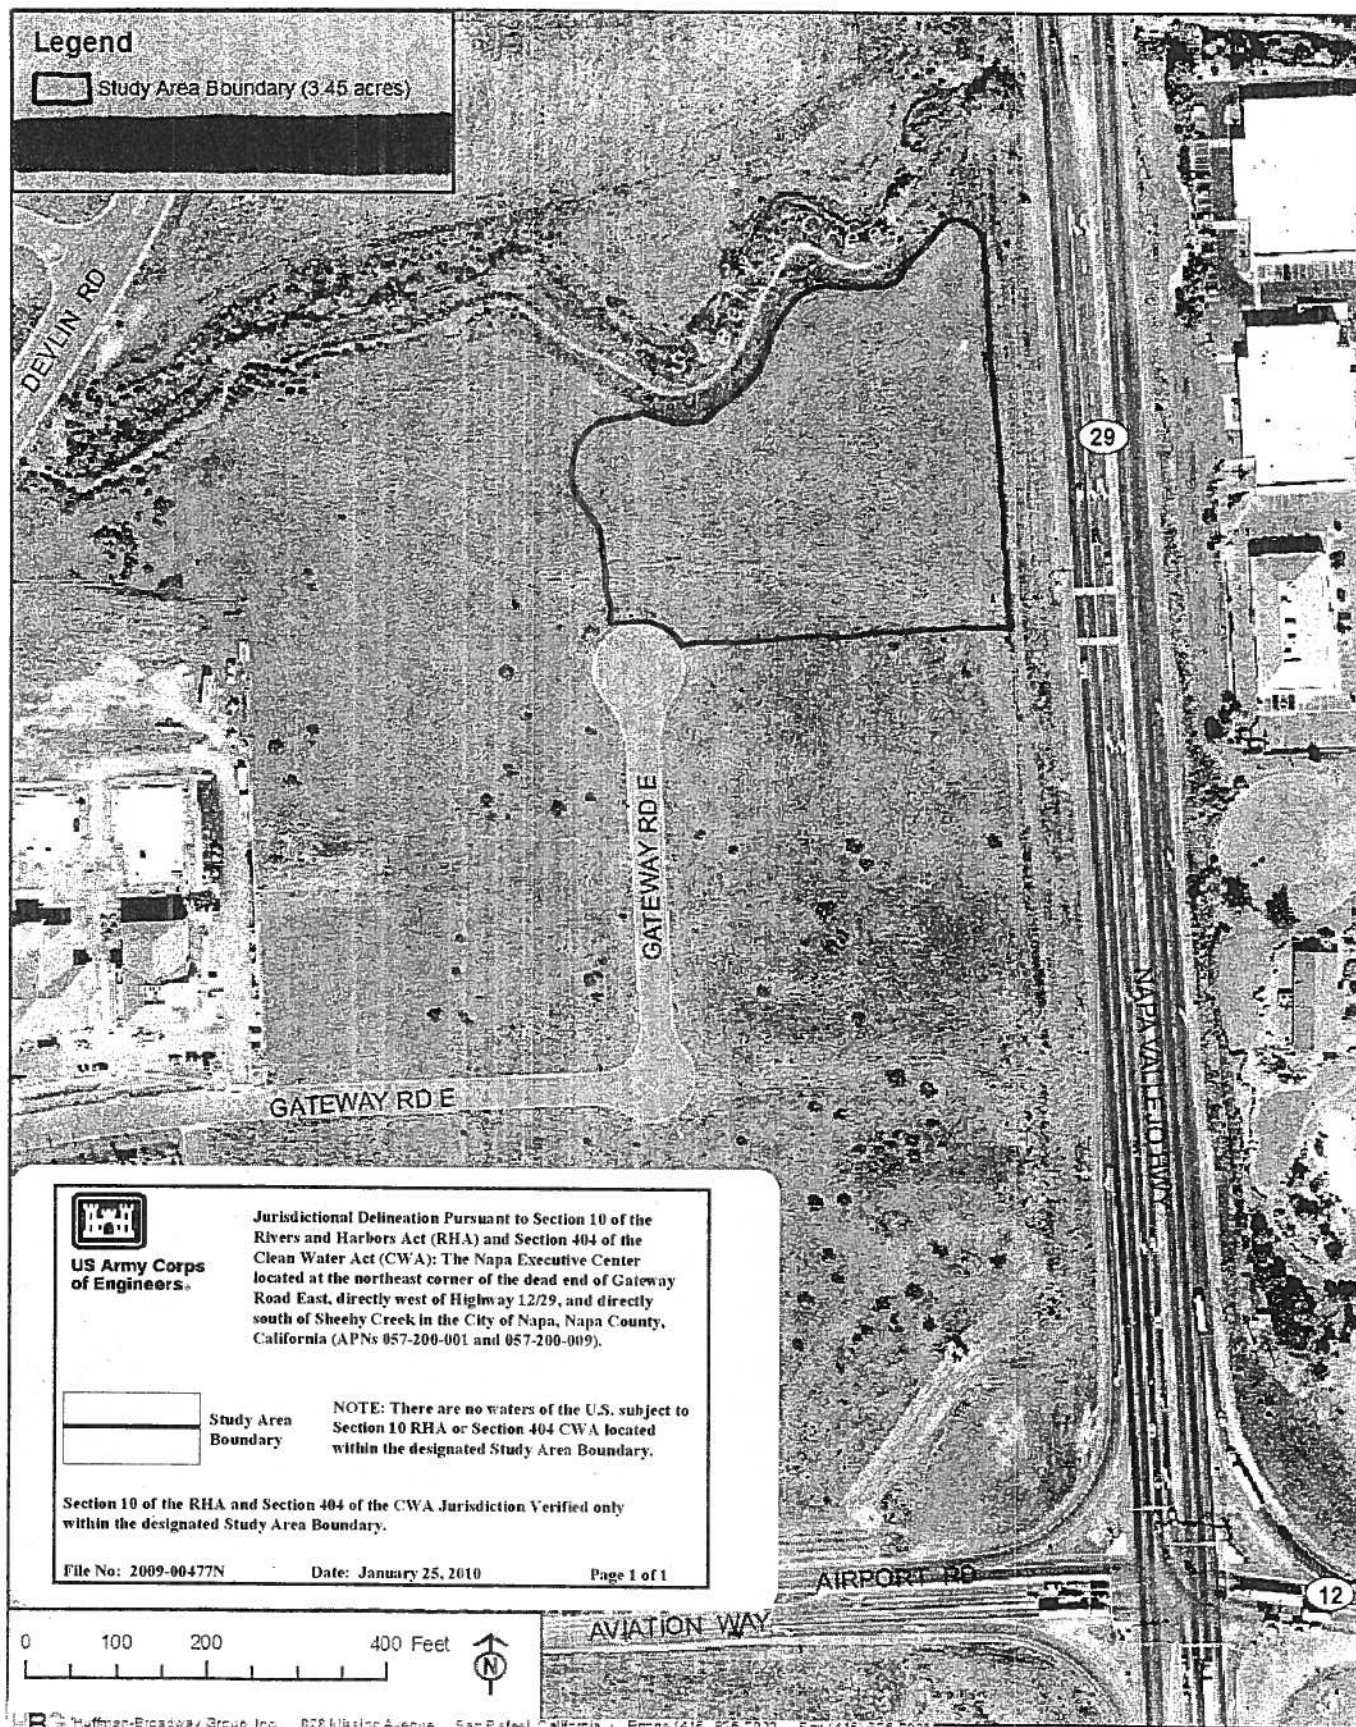 Legend
Study Area Boundary (3.45 acres)
DEVLIN RD
Sheehy Creek
29
GATEWAY RD E
NAPA VALLEJO HWY
GATEWAY RD E
US Army Corps
of Engineers®
Jurisdictional Delineation Pursuant to Section 10 of the
Rivers and Harbors Act (RHA) and Section 404 of the
Clean Water Act (CWA): The Napa Executive Center
located at the northeast corner of the dead end of Gateway
Road East, directly west of Highway 12/29, and directly
south of Sheehy Creek in the City of Napa, Napa County,
California (APNs 057-200-001 and 057-200-009).
Study Area
Boundary
NOTE: There are no waters of the U.S. subject to
Section 10 RHA or Section 404 CWA located
within the designated Study Area Boundary.
Section 10 of the RHA and Section 404 of the CWA Jurisdiction Verified only
within the designated Study Area Boundary.
File No: 2009-00477N Date: January 25, 2010 Page 1 of 1
AIRPORT RD
12
AVIATION WAY
0 100 200 400 Feet
N
Huffman-Broadway Group, Inc. 828 Mission Avenue San Rafael, California